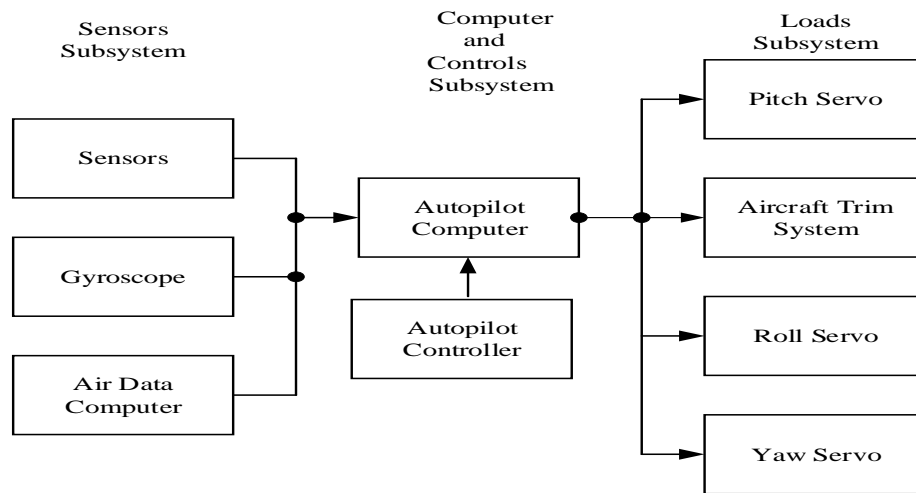 Sensors
Subsystem
Computer
and
Controls
Subsystem
Loads
Subsystem
Sensors
Gyroscope
Air Data
Computer
Autopilot
Computer
Autopilot
Controller
Pitch Servo
Aircraft Trim
System
Roll Servo
Yaw Servo